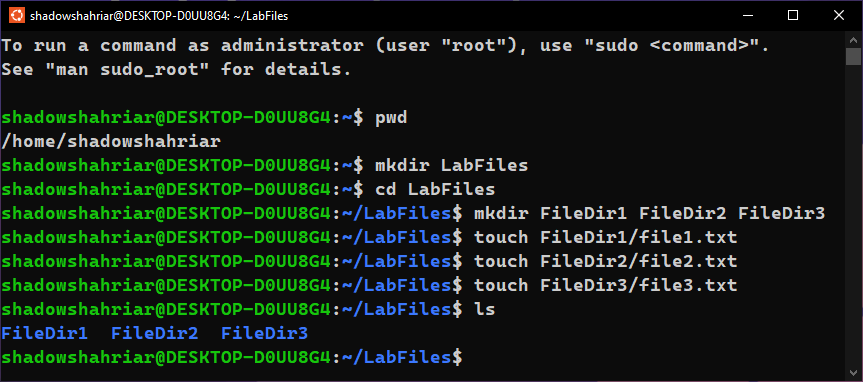 shadowshahriar@DESKTOP-D0UU8G4: ~/LabFiles
To run a command as administrator (user "root"), use "sudo <command>".
See "man sudo_root" for details.
shadowshahriar@DESKTOP-D0UU8G4:~$ pwd
/home/shadowshahriar
shadowshahriar@DESKTOP-D0UU8G4:~$ mkdir LabFiles
shadowshahriar@DESKTOP-D0UU8G4:~$ cd LabFiles
shadowshahriar@DESKTOP-D0UU8G4:~/LabFiles$ mkdir FileDir1 FileDir2 FileDir3
shadowshahriar@DESKTOP-D0UU8G4:~/LabFiles$ touch FileDir1/file1.txt
shadowshahriar@DESKTOP-D0UU8G4:~/LabFiles$ touch FileDir2/file2.txt
shadowshahriar@DESKTOP-D0UU8G4:~/LabFiles$ touch FileDir3/file3.txt
shadowshahriar@DESKTOP-D0UU8G4:~/LabFiles$ ls
FileDir1  FileDir2  FileDir3
shadowshahriar@DESKTOP-D0UU8G4:~/LabFiles$